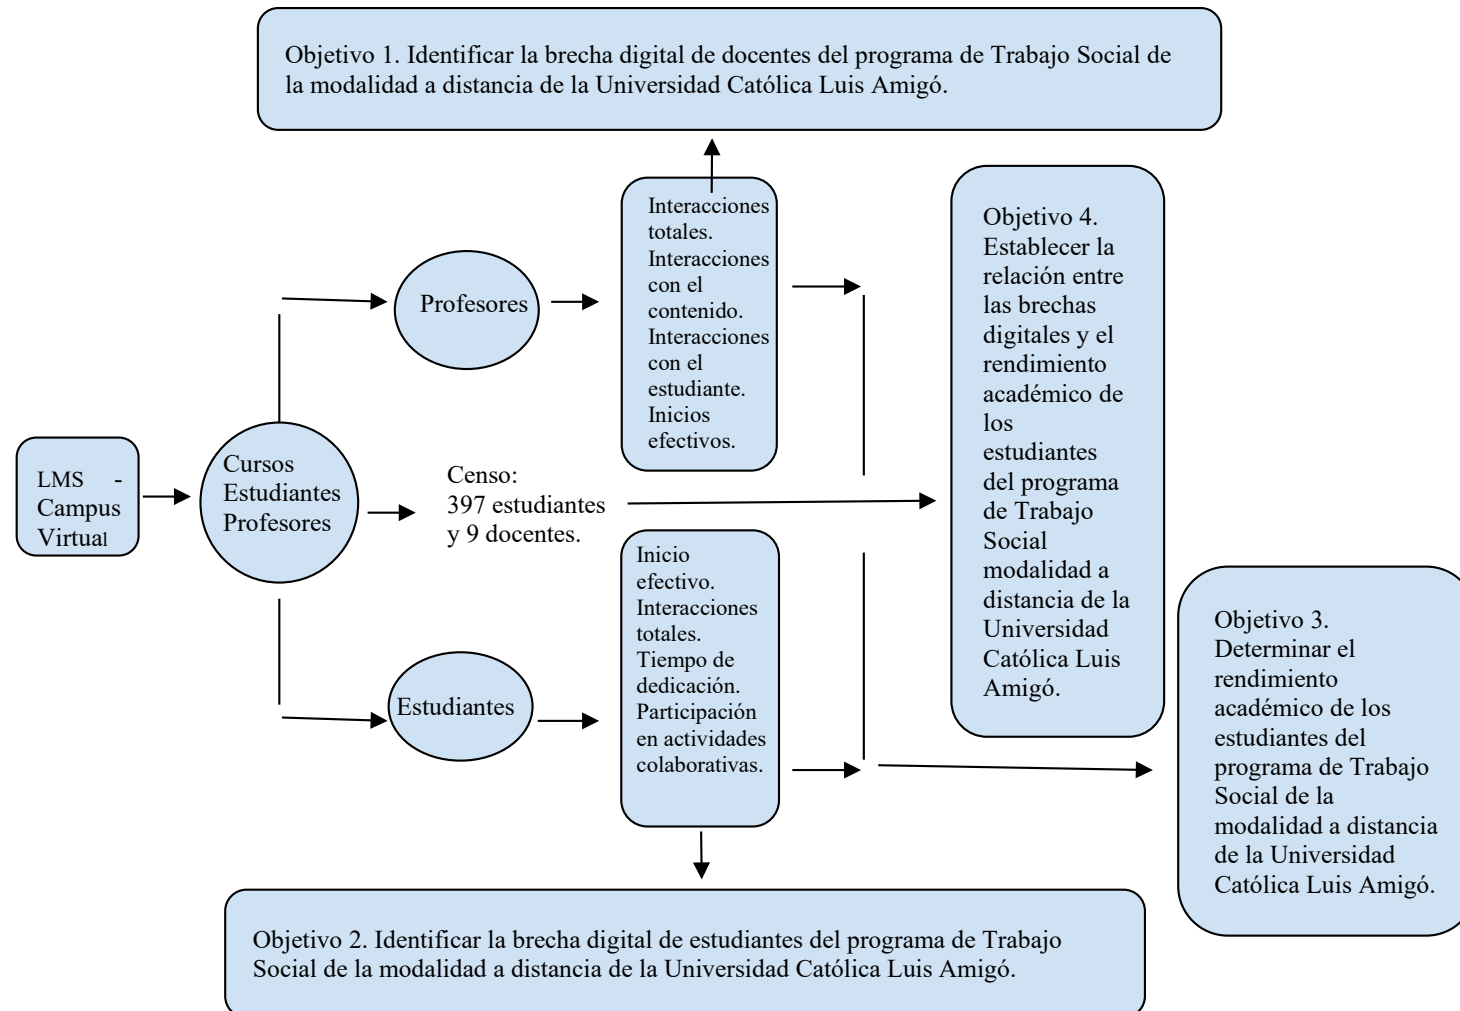 Objetivo 1. Identificar la brecha digital de docentes del programa de Trabajo Social de
la modalidad a distancia de la Universidad Católica Luis Amigó.
LMS -
Campus
Virtual
Cursos
Estudiantes
Profesores
Profesores
Interacciones
totales.
Interacciones
con el
contenido.
Interacciones
con el
estudiante.
Inicios
efectivos.
Censo:
397 estudiantes
y 9 docentes.
Estudiantes
Inicio
efectivo.
Interacciones
totales.
Tiempo de
dedicación.
Participación
en actividades
colaborativas.
Objetivo 4.
Establecer la
relación entre
las brechas
digitales y el
rendimiento
académico de
los
estudiantes
del programa
de Trabajo
Social
modalidad a
distancia de la
Universidad
Católica Luis
Amigó.
Objetivo 3.
Determinar el
rendimiento
académico de los
estudiantes del
programa de Trabajo
Social de la
modalidad a distancia
de la Universidad
Católica Luis Amigó.
Objetivo 2. Identificar la brecha digital de estudiantes del programa de Trabajo
Social de la modalidad a distancia de la Universidad Católica Luis Amigó.